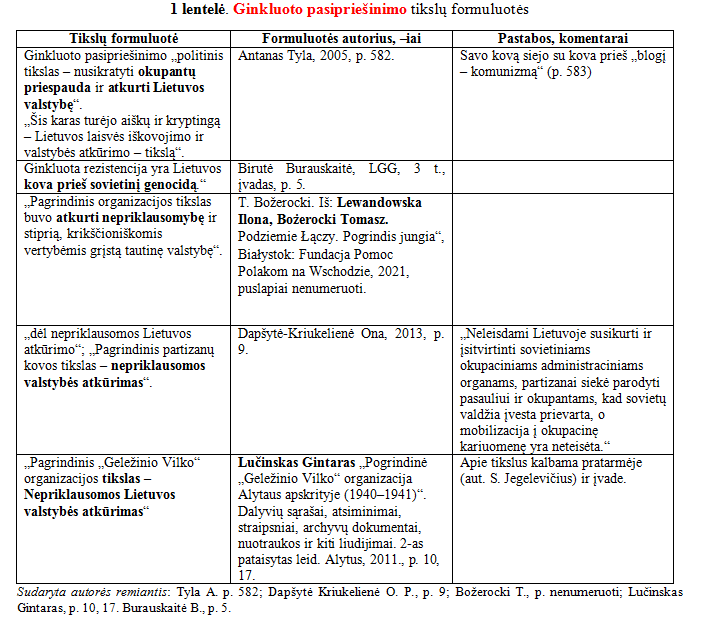 1 lentelė. Ginkluoto pasipriešinimo tikslų formuluotės
Tikslų formuluotė
Formuluotės autorius, –iai
Pastabos, komentarai
Ginkluoto pasipriešinimo „politinis
tikslas – nusikratyti okupantų
priespauda ir atkurti Lietuvos
valstybę“.
„Šis karas turėjo aiškų ir kryptingą
– Lietuvos laisvės iškovojimo ir
valstybės atkūrimo – tikslą“.
Antanas Tyla, 2005, p. 582.
Savo kovą siejo su kova prieš „blogį
– komunizmą“ (p. 583)
Ginkluota rezistencija yra Lietuvos
kova prieš sovietinį genocidą.“
Birutė Burauskaitė, LGG, 3 t.,
įvadas, p. 5.
„Pagrindinis organizacijos tikslas
buvo atkurti nepriklausomybę ir
stiprią, krikščioniškomis
vertybėmis grįstą tautinę valstybę“.
T. Božerocki. Iš: Lewandowska
Ilona, Bożerocki Tomasz.
Podziemie Łączy. Pogrindis jungia“,
Białystok: Fundacja Pomoc
Polakom na Wschodzie, 2021,
puslapiai nenumeruoti.
„dėl nepriklausomos Lietuvos
atkūrimo“; „Pagrindinis partizanų
kovos tikslas – nepriklausomos
valstybės atkūrimas“.
Dapšytė-Kriukelienė Ona, 2013, p.
9.
„Neleisdami Lietuvoje susikurti ir
įsitvirtinti sovietiniams
okupaciniams administraciniams
organams, partizanai siekė parodyti
pasauliui ir okupantams, kad sovietų
valdžia įvesta prievarta, o
mobilizacija į okupacinę
kariuomenę yra neteisėta.“
„Pagrindinis „Geležinio Vilko“
organizacijos tikslas –
Nepriklausomos Lietuvos
valstybės atkūrimas“
Lučinskas Gintaras „Pogrindinė
„Geležinio Vilko“ organizacija
Alytaus apskrityje (1940–1941)“.
Dalyvių sąrašai, atsiminimai,
straipsniai, archyvų dokumentai,
nuotraukos ir kiti liudijimai. 2-as
pataisytas leid. Alytus, 2011., p. 10,
17.
Apie tikslus kalbama pratarmėje
(aut. S. Jegelevičius) ir įvade.
Sudaryta autorės remiantis: Tyla A. p. 582; Dapšytė Kriukelienė O. P., p. 9; Božerocki T., p. nenumeruoti; Lučinskas
Gintaras, p. 10, 17. Burauskaitė B., p. 5.